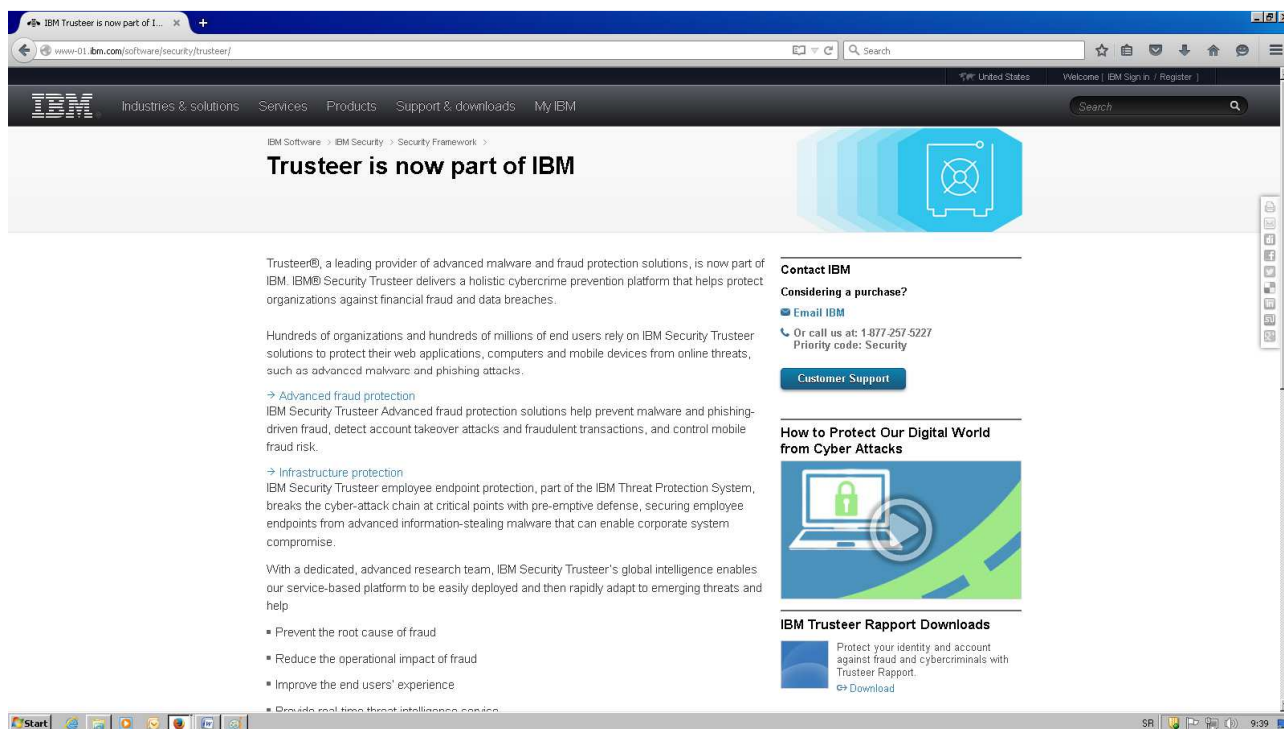 IBM Trusteer is now part of I...
www-01.ibm.com/software/security/trusteer/
Search
United States
Welcome [ IBM Sign in / Register ]
IBM
Industries & solutions
Services
Products
Support & downloads
My IBM
Search
IBM Software > IBM Security > Security Framework >
Trusteer is now part of IBM
Trusteer®, a leading provider of advanced malware and fraud protection solutions, is now part of
IBM. IBM® Security Trusteer delivers a holistic cybercrime prevention platform that helps protect
organizations against financial fraud and data breaches.
Hundreds of organizations and hundreds of millions of end users rely on IBM Security Trusteer
solutions to protect their web applications, computers and mobile devices from online threats,
such as advanced malware and phishing attacks.
→ Advanced fraud protection
IBM Security Trusteer Advanced fraud protection solutions help prevent malware and phishing-
driven fraud, detect account takeover attacks and fraudulent transactions, and control mobile
fraud risk.
→ Infrastructure protection
IBM Security Trusteer employee endpoint protection, part of the IBM Threat Protection System,
breaks the cyber-attack chain at critical points with pre-emptive defense, securing employee
endpoints from advanced information-stealing malware that can enable corporate system
compromise.
With a dedicated, advanced research team, IBM Security Trusteer's global intelligence enables
our service-based platform to be easily deployed and then rapidly adapt to emerging threats and
help
▪ Prevent the root cause of fraud
▪ Reduce the operational impact of fraud
▪ Improve the end users' experience
▪ Provide real time threat intelligence service
Contact IBM
Considering a purchase?
Email IBM
Or call us at: 1-877-257-5227
Priority code: Security
Customer Support
How to Protect Our Digital World
from Cyber Attacks
IBM Trusteer Rapport Downloads
Protect your identity and account
against fraud and cybercriminals with
Trusteer Rapport.
Download
Start
SR
9:39